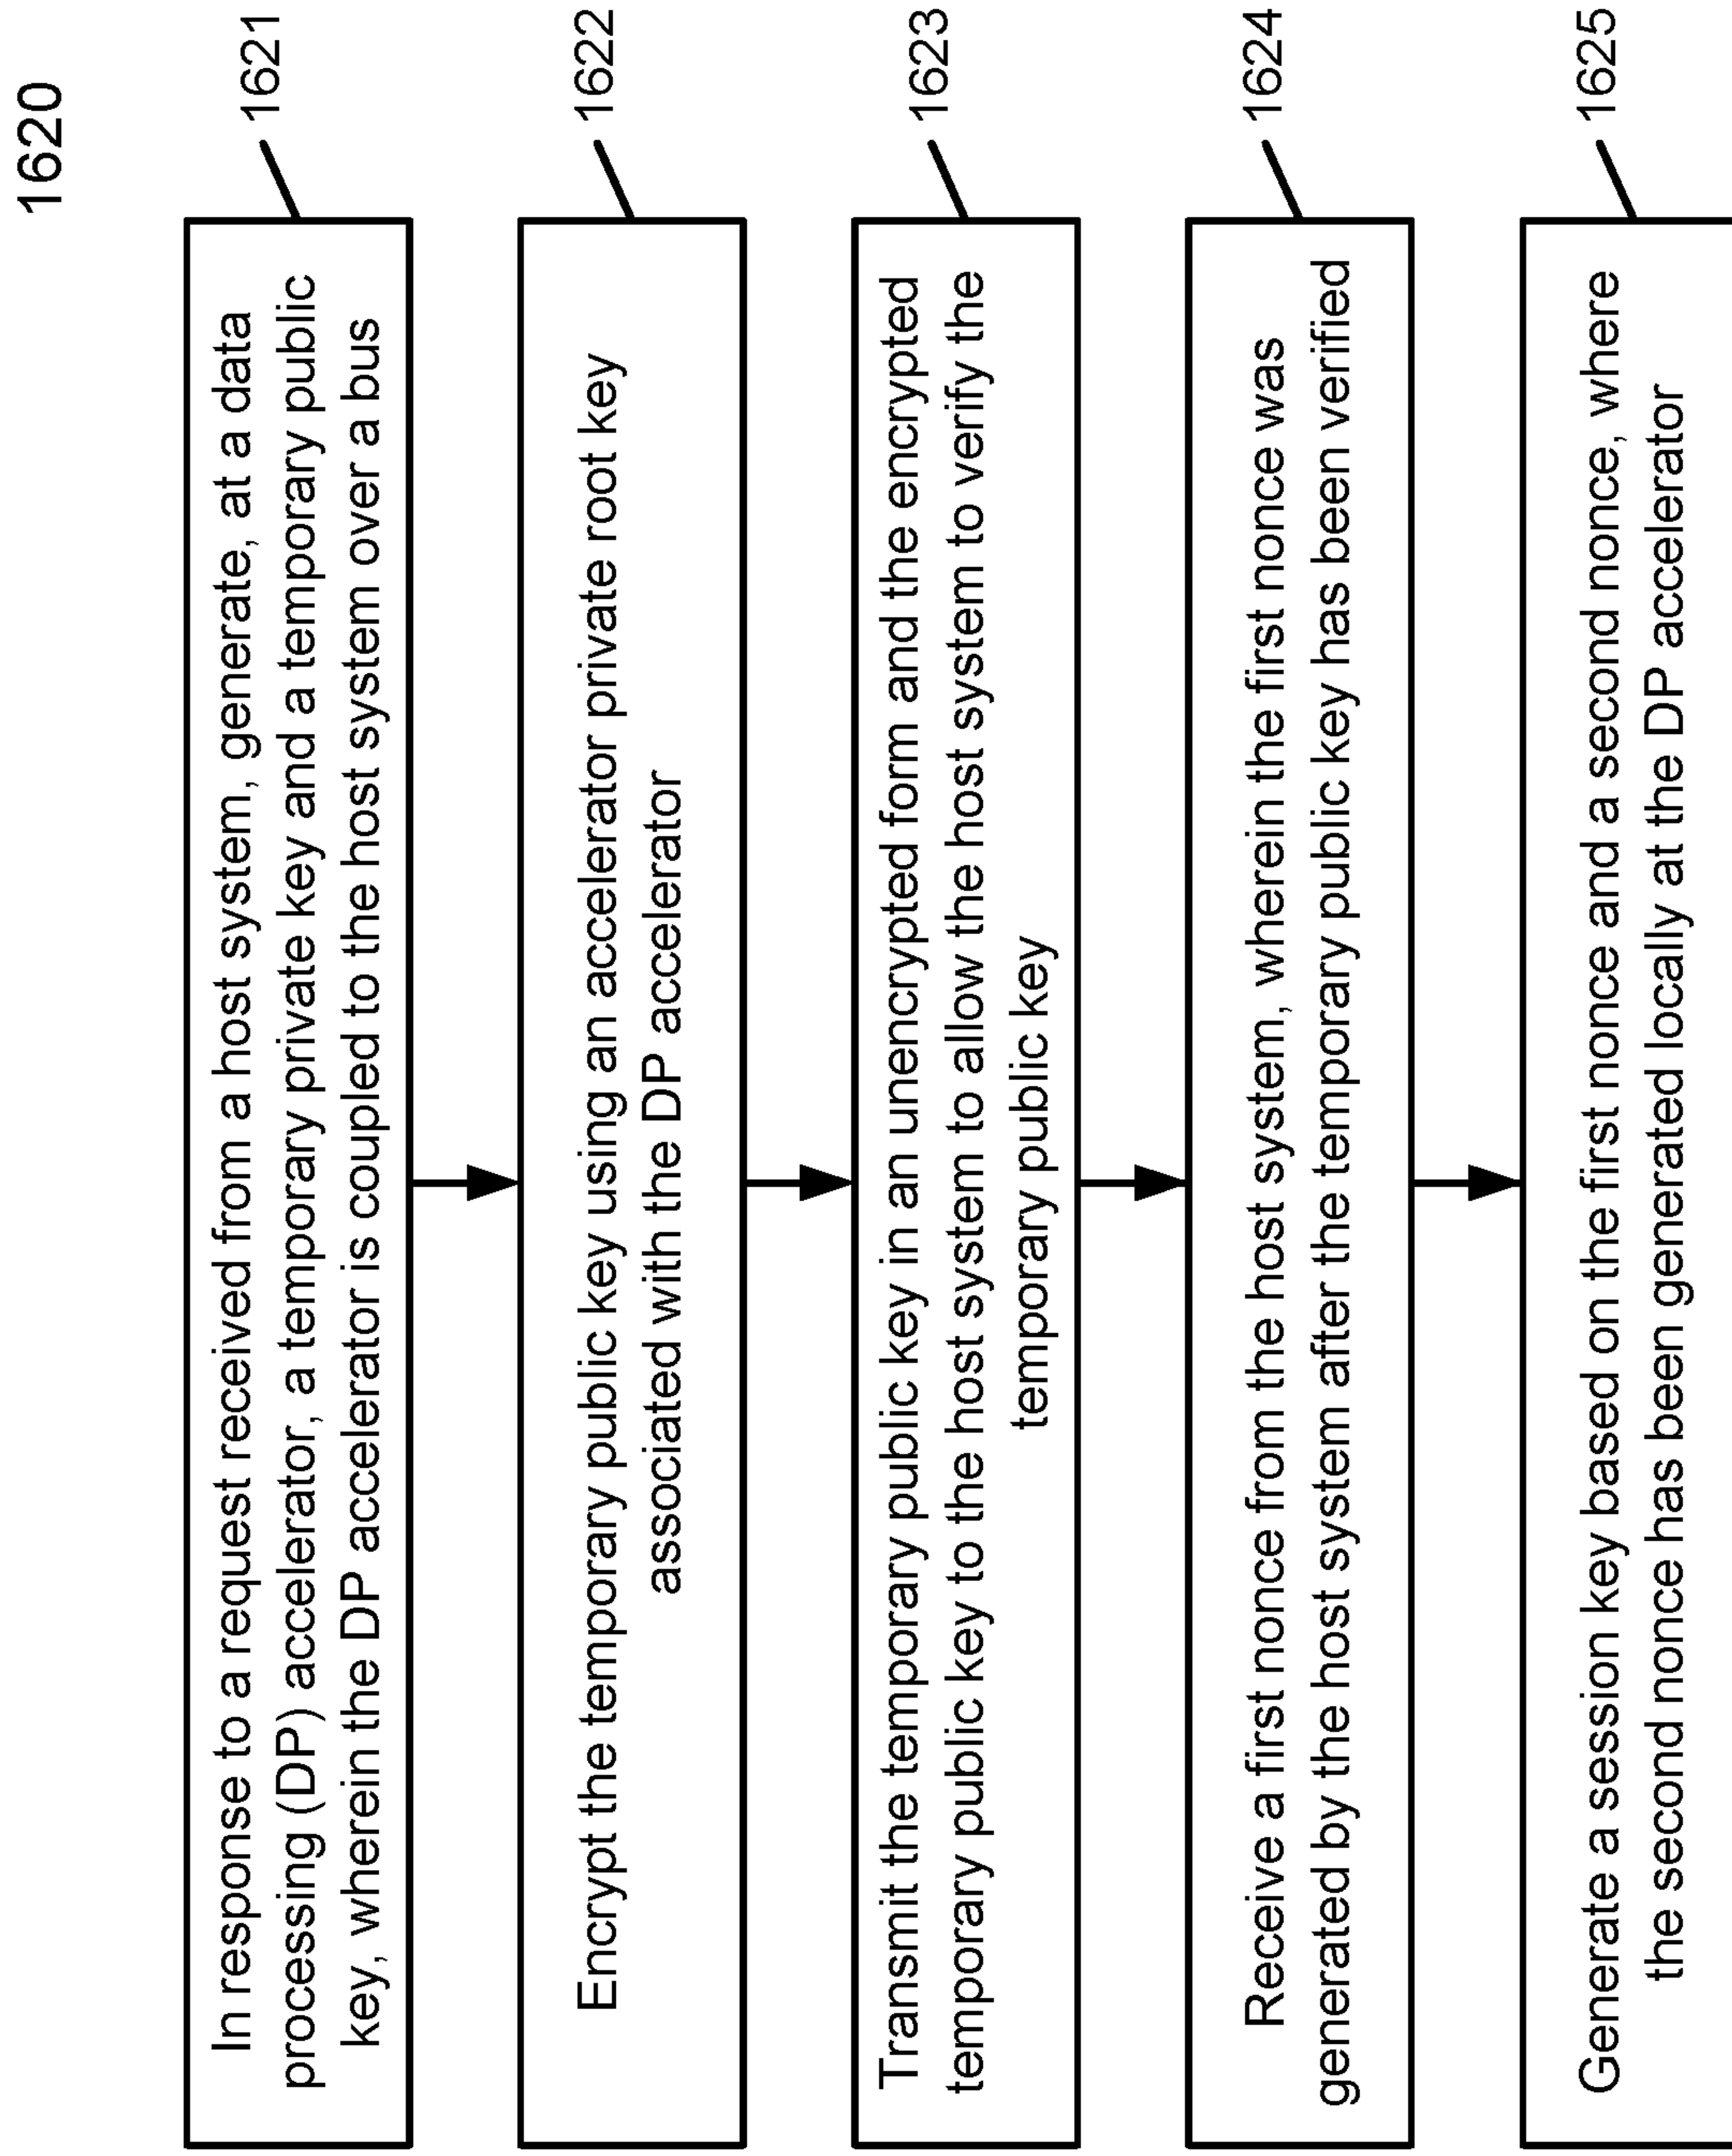 1620
In response to a request received from a host system, generate, at a data
processing (DP) accelerator, a temporary private key and a temporary public
key, wherein the DP accelerator is coupled to the host system over a bus
1621
Encrypt the temporary public key using an accelerator private root key
associated with the DP accelerator
1622
Transmit the temporary public key in an unencrypted form and the encrypted
temporary public key to the host system to allow the host system to verify the
temporary public key
1623
Receive a first nonce from the host system, wherein the first nonce was
generated by the host system after the temporary public key has been verified
1624
Generate a session key based on the first nonce and a second nonce, where
the second nonce has been generated locally at the DP accelerator
1625